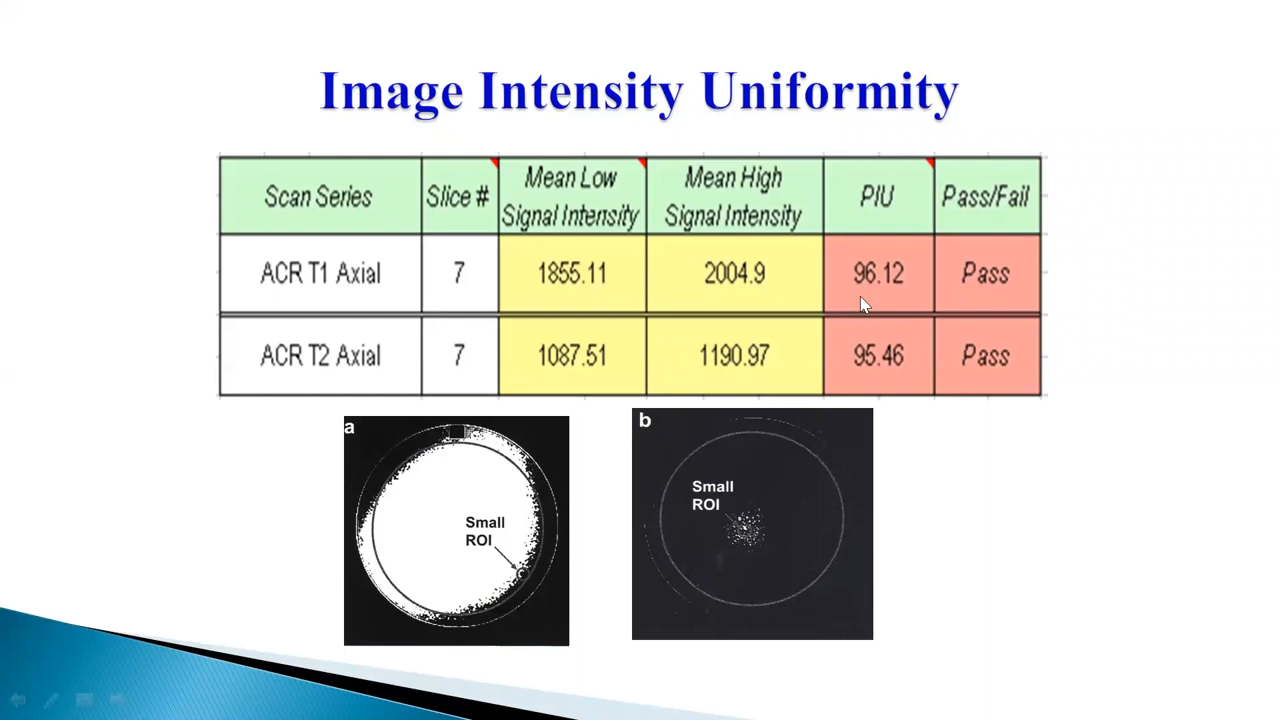 Image Intensity Uniformity
Scan Series Slice # Mean Low Signal Intensity Mean High Signal Intensity PIU Pass/Fail
ACR T1 Axial 7 1855.11 2004.9 96.12 Pass
ACR T2 Axial 7 1087.51 1190.97 95.46 Pass
a
Small
ROI
b
Small
ROI